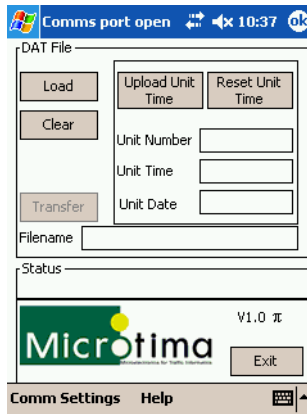 Comms port open 10:37 ok
DAT File
Load
Upload Unit Time
Reset Unit Time
Clear
Unit Number
Unit Time
Transfer
Unit Date
Filename
Status
V1.0 π
Microtima
Microelectronics for Traffic Informatics
Exit
Comm Settings Help